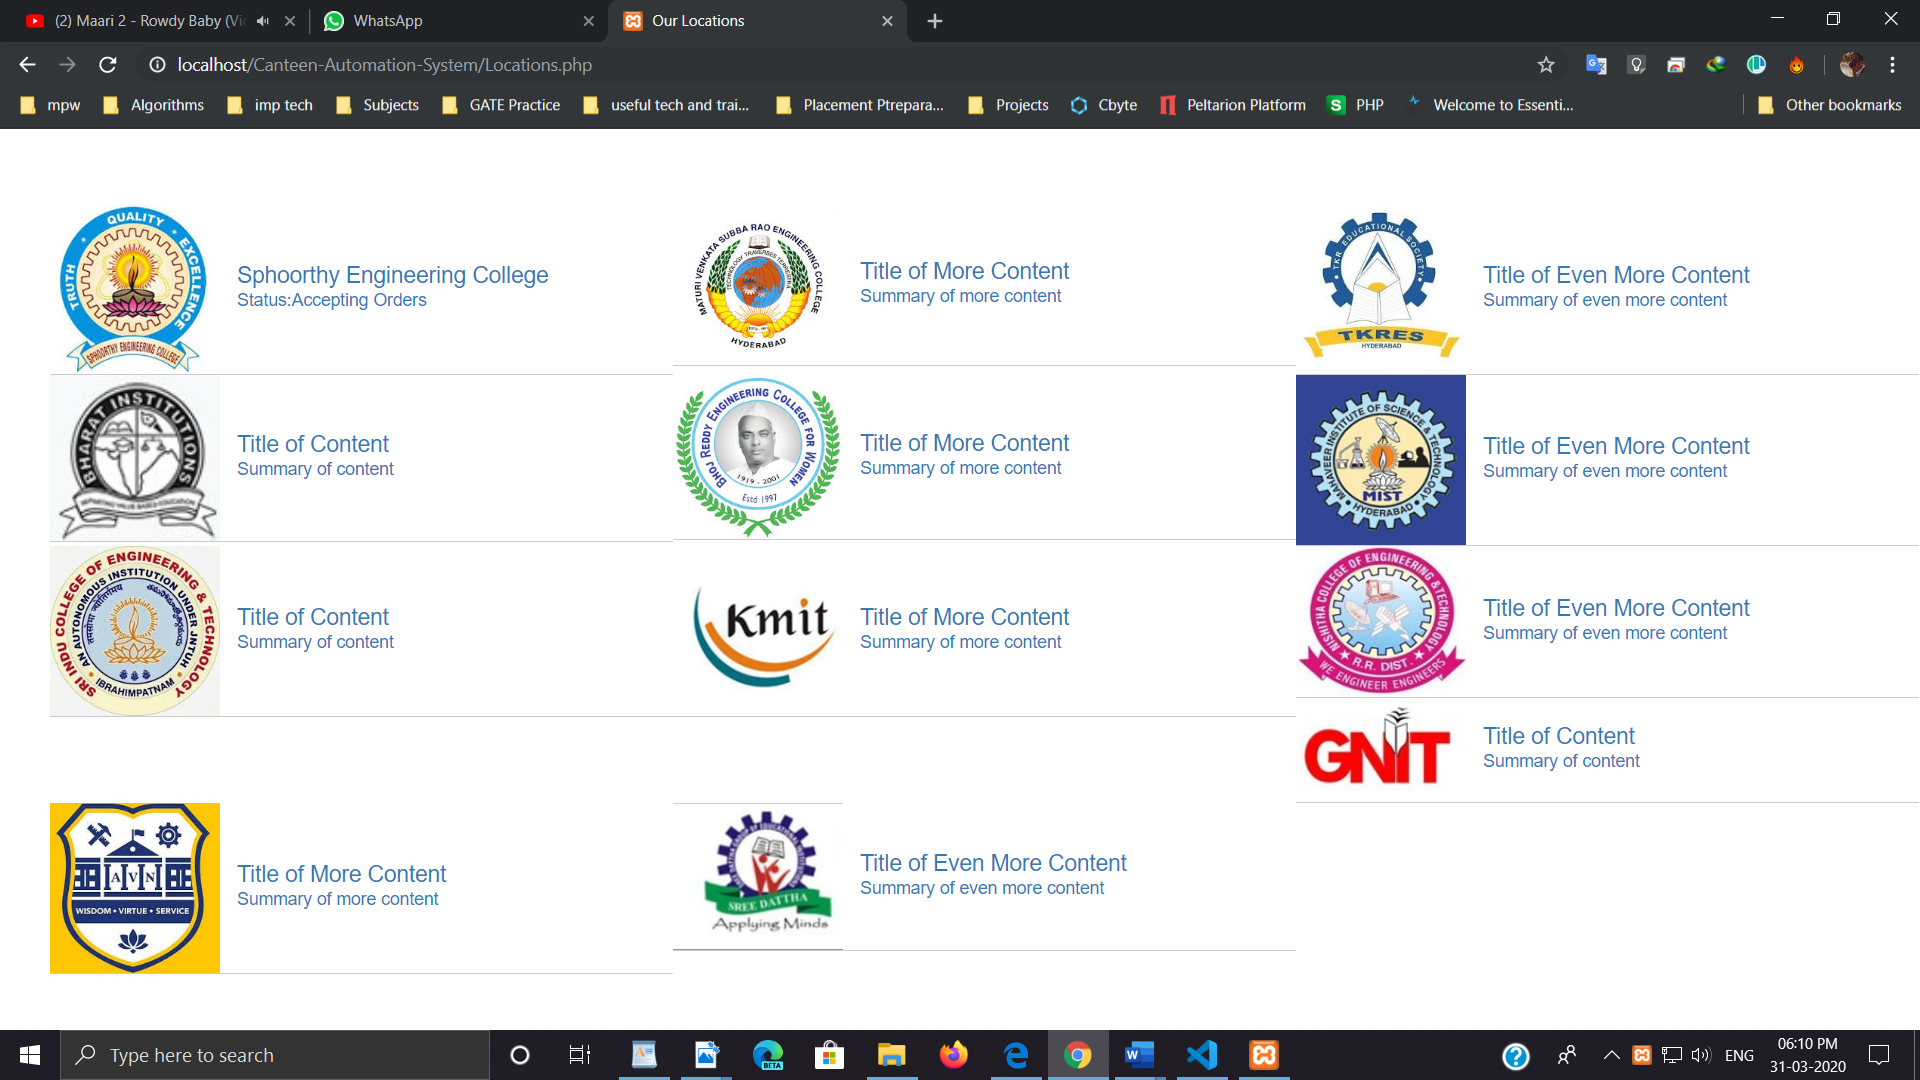 (2) Maari 2 - Rowdy Baby (Vi
WhatsApp
Our Locations
localhost/Canteen-Automation-System/Locations.php
mpw
Algorithms
imp tech
Subjects
GATE Practice
useful tech and trai...
Placement Ptrepara...
Projects
Cbyte
Peltarion Platform
S
PHP
Welcome to Essenti...
Other bookmarks
TRUTH QUALITY EXCELLENCE
SPHOORTHY ENGINEERING COLLEGE
Sphoorthy Engineering College
Status:Accepting Orders
MATURI VENKATA SUBBA RAO ENGINEERING COLLEGE
TECHNOLOGY TRAVERSES TERRESTRIA
HYDERABAD
Title of More Content
Summary of more content
TKR EDUCATIONAL SOCIETY
TKRES
HYDERABAD
Title of Even More Content
Summary of even more content
BHARAT INSTITUTIONS
Title of Content
Summary of content
BHOJ REDDY ENGINEERING COLLEGE FOR WOMEN
1919 - 2001
Estd 1997
Title of More Content
Summary of more content
MAHAVEER INSTITUTE OF SCIENCE & TECHNOLOGY
MIST
HYDERABAD
Title of Even More Content
Summary of even more content
SRI INDU COLLEGE OF ENGINEERING & TECHNOLOGY
AN AUTONOMOUS INSTITUTION UNDER JNTUH
IBRAHIMPATNAM
Title of Content
Summary of content
Kmit
Title of More Content
Summary of more content
NISHITHA COLLEGE OF ENGINEERING &TECHNOLOGY
R.R. DIST.
WE ENGINEER ENGINEERS
Title of Even More Content
Summary of even more content
GNIT
Title of Content
Summary of content
AVN
WISDOM • VIRTUE • SERVICE
Title of More Content
Summary of more content
SREE DATTHA
Applying Minds
Title of Even More Content
Summary of even more content
Type here to search
BETA
W
ENG
06:10 PM
31-03-2020